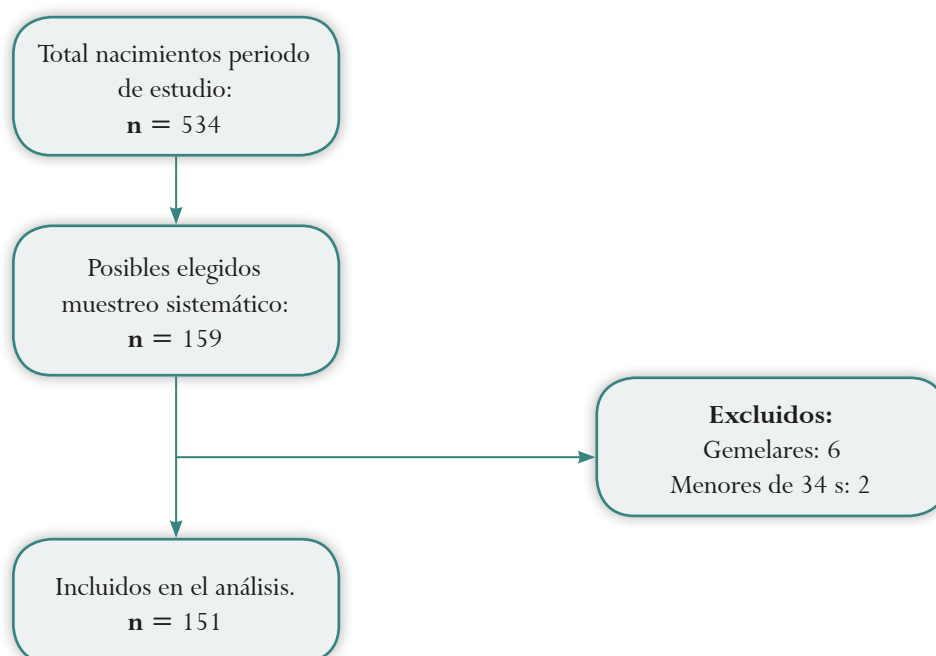 Total nacimientos periodo
de estudio:
n = 534
Posibles elegidos
muestreo sistemático:
n = 159
Excluidos:
Gemelares: 6
Menores de 34 s: 2
Incluidos en el análisis.
n = 151